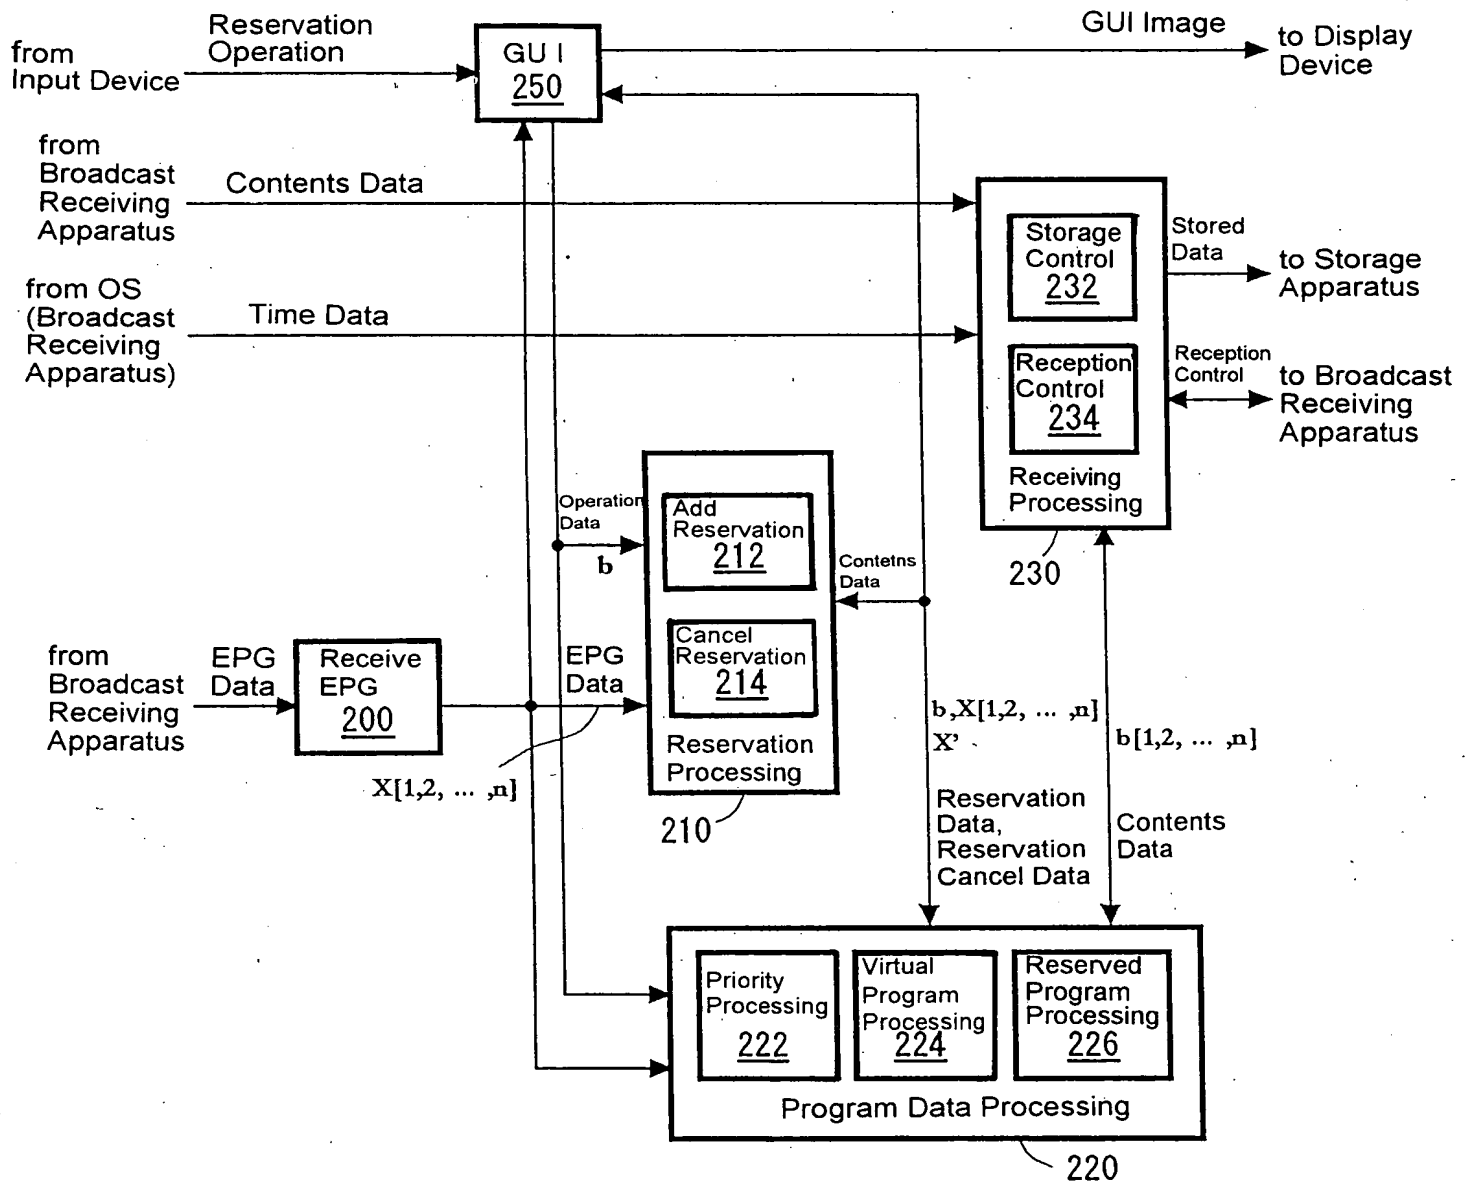 Reservation
Operation
from
Input Device
GUI
250
GUI Image
to Display
Device
from
Broadcast
Receiving
Apparatus
Contents Data
from OS
(Broadcast
Receiving
Apparatus)
Time Data
Storage
Control
232
Reception
Control
234
Receiving
Processing
230
Stored
Data
to Storage
Apparatus
Reception
Control
to Broadcast
Receiving
Apparatus
Operation
Data
b
Add
Reservation
212
Cancel
Reservation
214
Reservation
Processing
210
Contetns
Data
from
Broadcast
Receiving
Apparatus
EPG
Data
Receive
EPG
200
EPG
Data
X[1,2, ... ,n]
b,X[1,2, ... ,n]
X'
b[1,2, ... ,n]
Reservation
Data,
Reservation
Cancel Data
Contents
Data
Priority
Processing
222
Virtual
Program
Processing
224
Reserved
Program
Processing
226
Program Data Processing
220